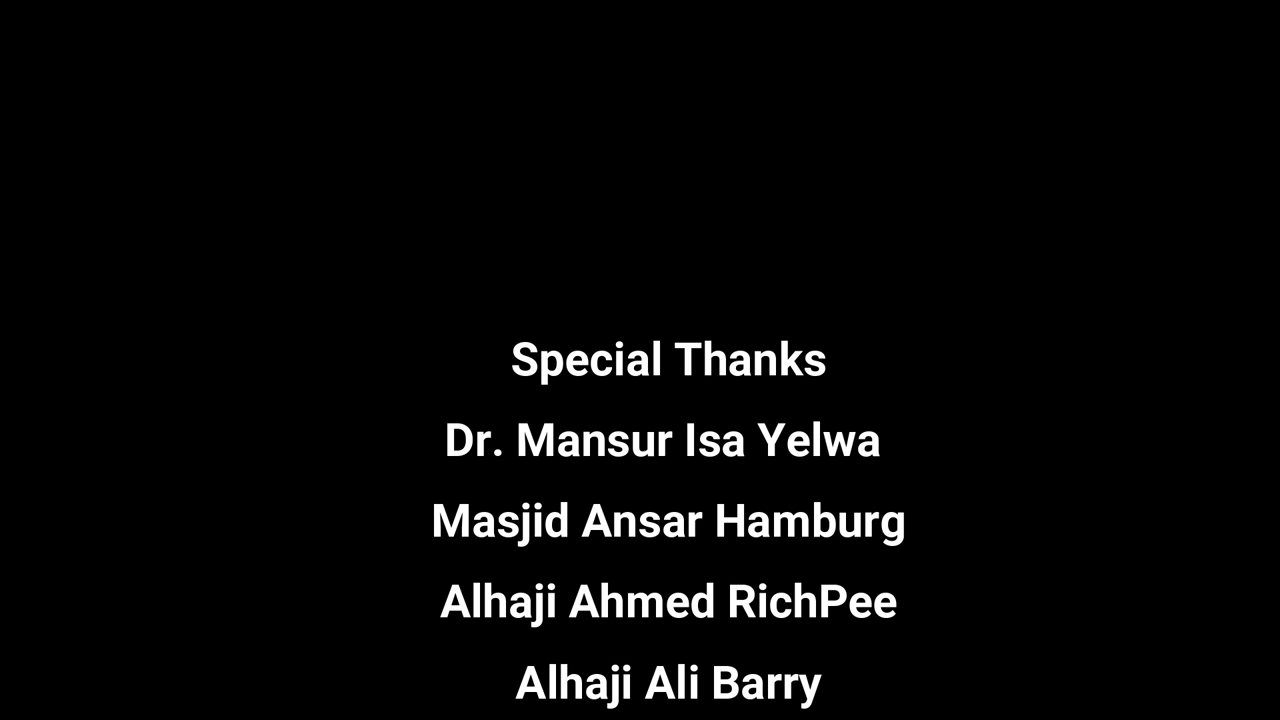 Special Thanks
Dr. Mansur Isa Yelwa
Masjid Ansar Hamburg
Alhaji Ahmed RichPee
Alhaji Ali Barry